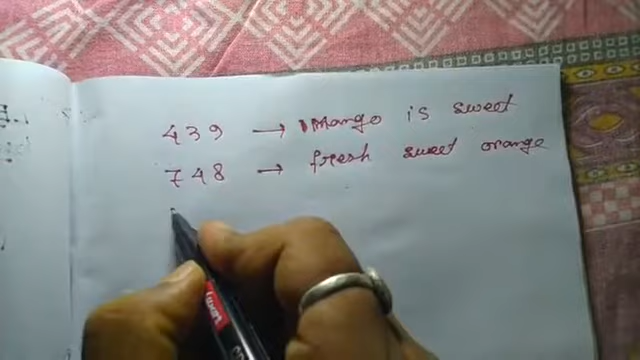 439 → Mango is sweet
748 → fresh sweet orange